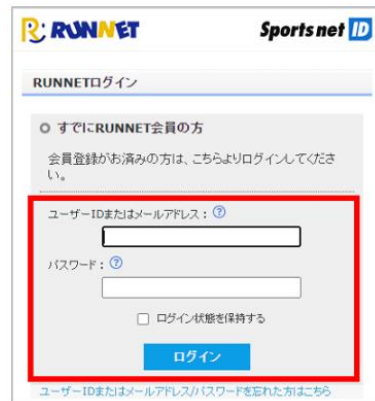 RUNNET Sports net ID
RUNNETログイン
すでにRUNNET会員の方
会員登録がお済みの方は、こちらよりログインしてくださ
い。
ユーザーIDまたはメールアドレス：?
パスワード：?
ログイン状態を保持する
ログイン
ユーザーIDまたはメールアドレス/パスワードを忘れた方はこちら